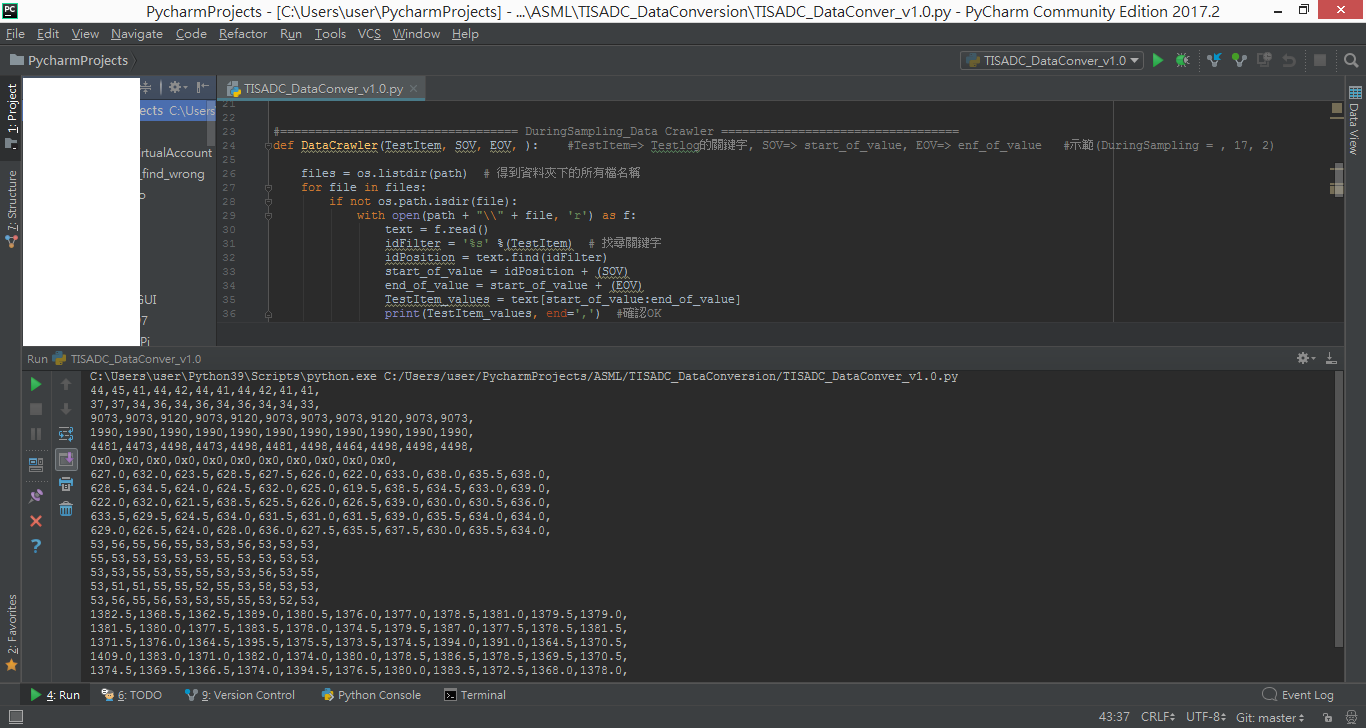 PycharmProjects - [C:\Users\user\PycharmProjects] - ...\ASML\TISADC_DataConversion\TISADC_DataConver_v1.0.py - PyCharm Community Edition 2017.2
File Edit View Navigate Code Refactor Run Tools VCS Window Help
PycharmProjects
TISADC_DataConver_v1.0
1: Project
7: Structure
2: Favorites
Data View
ects C:\Users
rtualAccount
_find_wrong
o
GUI
07
Pi
TISADC_DataConver_v1.0.py
21
22
23 #================================== DuringSampling_Data Crawler ==================================
24 def DataCrawler(TestItem, SOV, EOV, ): #TestItem=> Testlog的關鍵字, SOV=> start_of_value, EOV=> enf_of_value #示範(DuringSampling = , 17, 2)
25
26 files = os.listdir(path) # 得到資料夾下的所有檔名稱
27 for file in files:
28 if not os.path.isdir(file):
29 with open(path + "\\" + file, 'r') as f:
30 text = f.read()
31 idFilter = '%s' %(TestItem) # 找尋關鍵字
32 idPosition = text.find(idFilter)
33 start_of_value = idPosition + (SOV)
34 end_of_value = start_of_value + (EOV)
35 TestItem_values = text[start_of_value:end_of_value]
36 print(TestItem_values, end=',') #確認OK
Run TISADC_DataConver_v1.0
C:\Users\user\Python39\Scripts\python.exe C:/Users/user/PycharmProjects/ASML/TISADC_DataConversion/TISADC_DataConver_v1.0.py
44,45,41,44,42,44,41,44,42,41,41,
37,37,34,36,34,36,34,36,34,34,33,
9073,9073,9120,9073,9120,9073,9073,9073,9120,9073,9073,
1990,1990,1990,1990,1990,1990,1990,1990,1990,1990,1990,
4481,4473,4498,4473,4498,4481,4498,4464,4498,4498,4498,
0x0,0x0,0x0,0x0,0x0,0x0,0x0,0x0,0x0,0x0,0x0,
627.0,632.0,623.5,628.5,627.5,626.0,622.0,633.0,638.0,635.5,638.0,
628.5,634.5,624.0,624.5,632.0,625.0,619.5,638.5,634.5,633.0,639.0,
622.0,632.0,621.5,638.5,625.5,626.0,626.5,639.0,630.0,630.5,636.0,
633.5,629.5,624.5,634.0,631.5,631.0,631.5,639.0,635.5,634.0,634.0,
629.0,626.5,624.0,628.0,636.0,627.5,635.5,637.5,630.0,635.5,634.0,
53,56,55,56,55,53,53,56,53,53,53,
55,53,53,53,53,55,53,53,53,53,53,
53,53,55,53,55,55,53,53,56,53,55,
53,51,51,55,55,52,55,53,58,53,53,
53,56,55,56,53,53,55,55,53,52,53,
1382.5,1368.5,1362.5,1389.0,1380.5,1376.0,1377.0,1378.5,1381.0,1379.5,1379.0,
1381.5,1380.0,1377.5,1383.5,1378.0,1374.5,1379.5,1387.0,1377.5,1378.5,1381.5,
1371.5,1376.0,1364.5,1395.5,1375.5,1373.5,1374.5,1394.0,1391.0,1364.5,1370.5,
1409.0,1383.0,1371.0,1382.0,1374.0,1380.0,1378.5,1386.5,1378.5,1369.5,1370.5,
1374.5,1369.5,1366.5,1374.0,1394.5,1376.5,1380.0,1383.5,1372.5,1368.0,1378.0,
4: Run 6: TODO 9: Version Control Python Console Terminal Event Log
43:37 CRLF UTF-8 Git: master